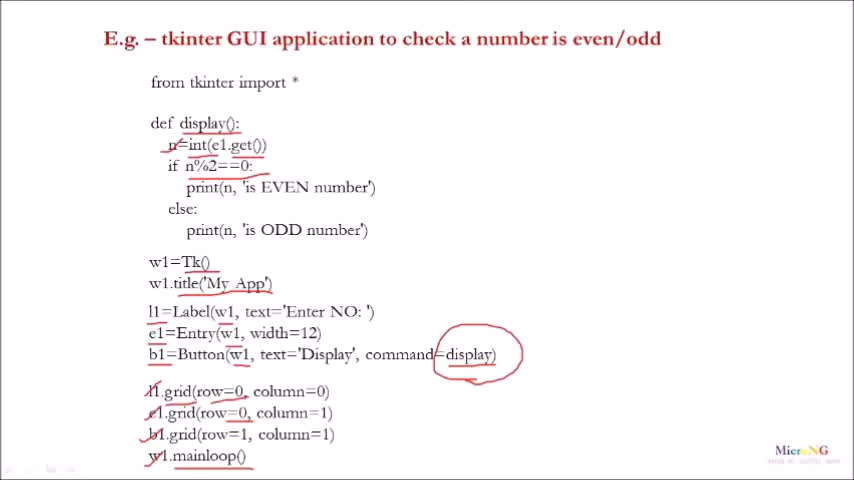 E.g. – tkinter GUI application to check a number is even/odd
from tkinter import *
def display():
n=int(e1.get())
if n%2==0:
print(n, 'is EVEN number')
else:
print(n, 'is ODD number')
w1=Tk()
w1.title('My App')
l1=Label(w1, text='Enter NO: ')
e1=Entry(w1, width=12)
b1=Button(w1, text='Display', command=display)
l1.grid(row=0, column=0)
e1.grid(row=0, column=1)
b1.grid(row=1, column=1)
w1.mainloop()
MicroNG